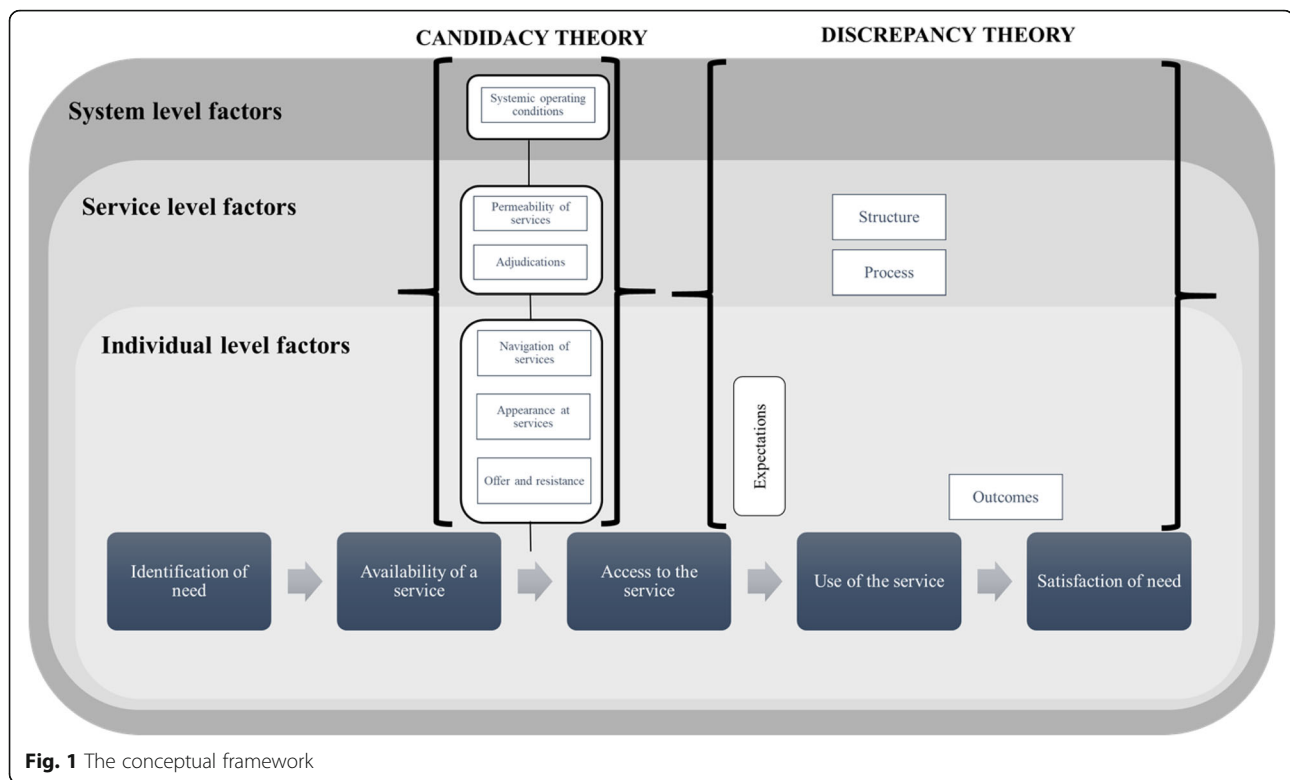 CANDIDACY THEORY
DISCREPANCY THEORY
System level factors
Systemic operating
conditions
Service level factors
Permeability of
services
Adjudications
Structure
Process
Individual level factors
Navigation of
services
Appearance at
services
Offer and resistance
Expectations
Outcomes
Identification of
need
Availability of a
service
Access to the
service
Use of the service
Satisfaction of need
Fig. 1 The conceptual framework